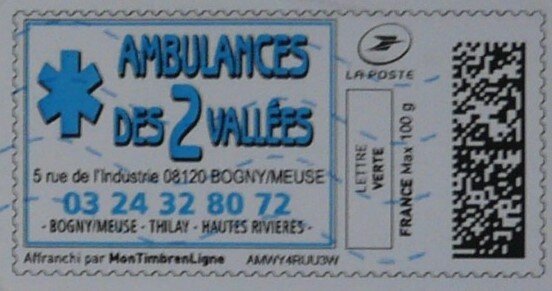 AMBULANCES
DES 2 VALLÉES
5 rue de l'Industrie 08120 BOGNY/MEUSE
03 24 32 80 72
- BOGNY/MEUSE - THILAY - HAUTES RIVIERES -
Affranchi par MonTimbrenLigne AMWY4RUU3W
LA POSTE
LETTRE
VERTE
FRANCE Max 100 g